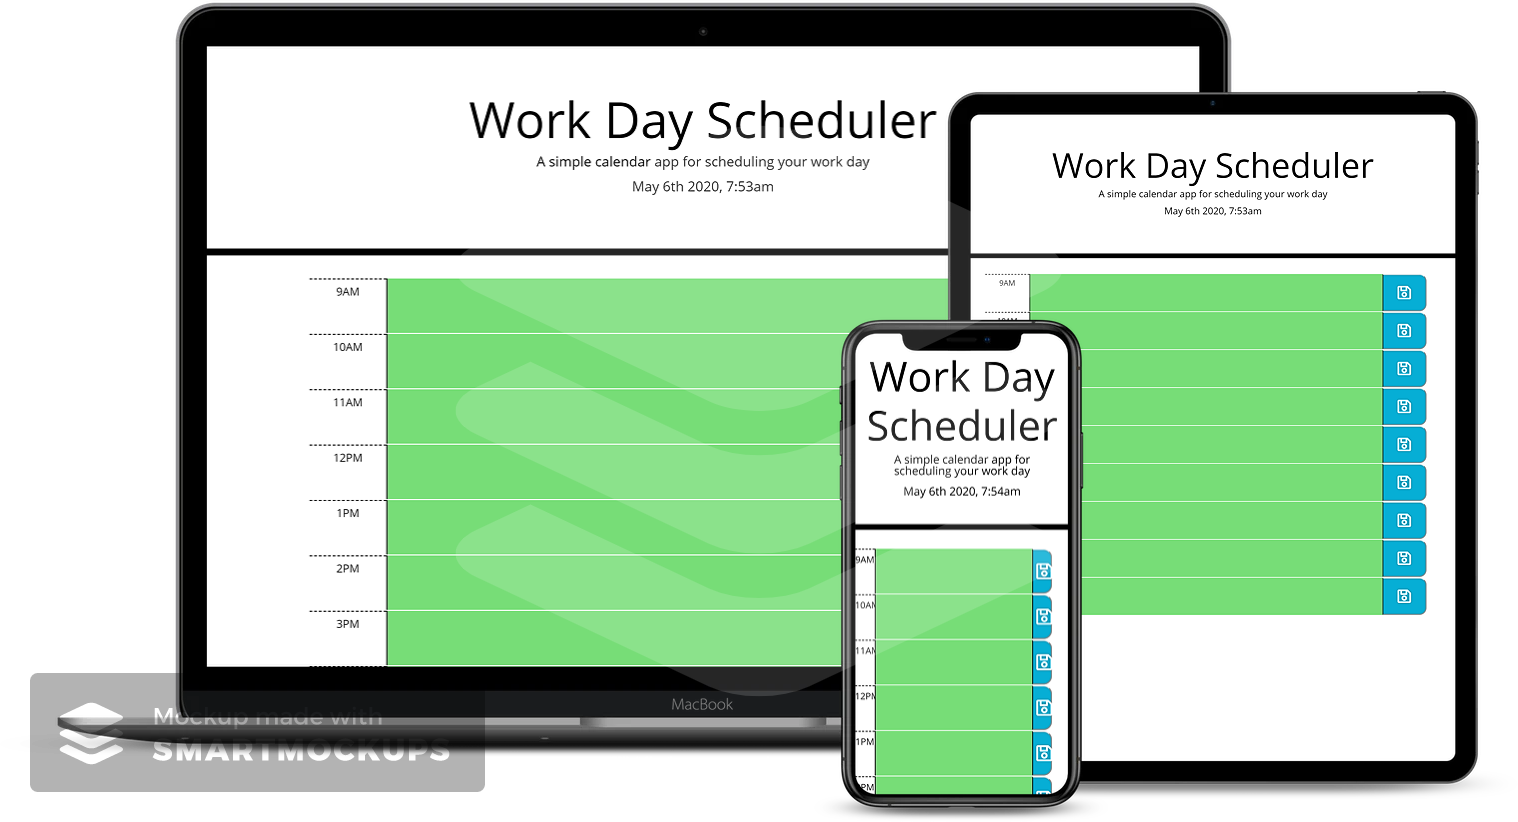 Work Day Scheduler
A simple calendar app for scheduling your work day
May 6th 2020, 7:53am
9AM
10AM
11AM
12PM
1PM
2PM
3PM
MacBook
Work Day Scheduler
A simple calendar app for scheduling your work day
May 6th 2020, 7:53am
9AM
Work Day
Scheduler
A simple calendar app for
scheduling your work day
May 6th 2020, 7:54am
9AM
10AM
11AM
12PM
1PM
PM
Mockup made with
SMARTMOCKUPS